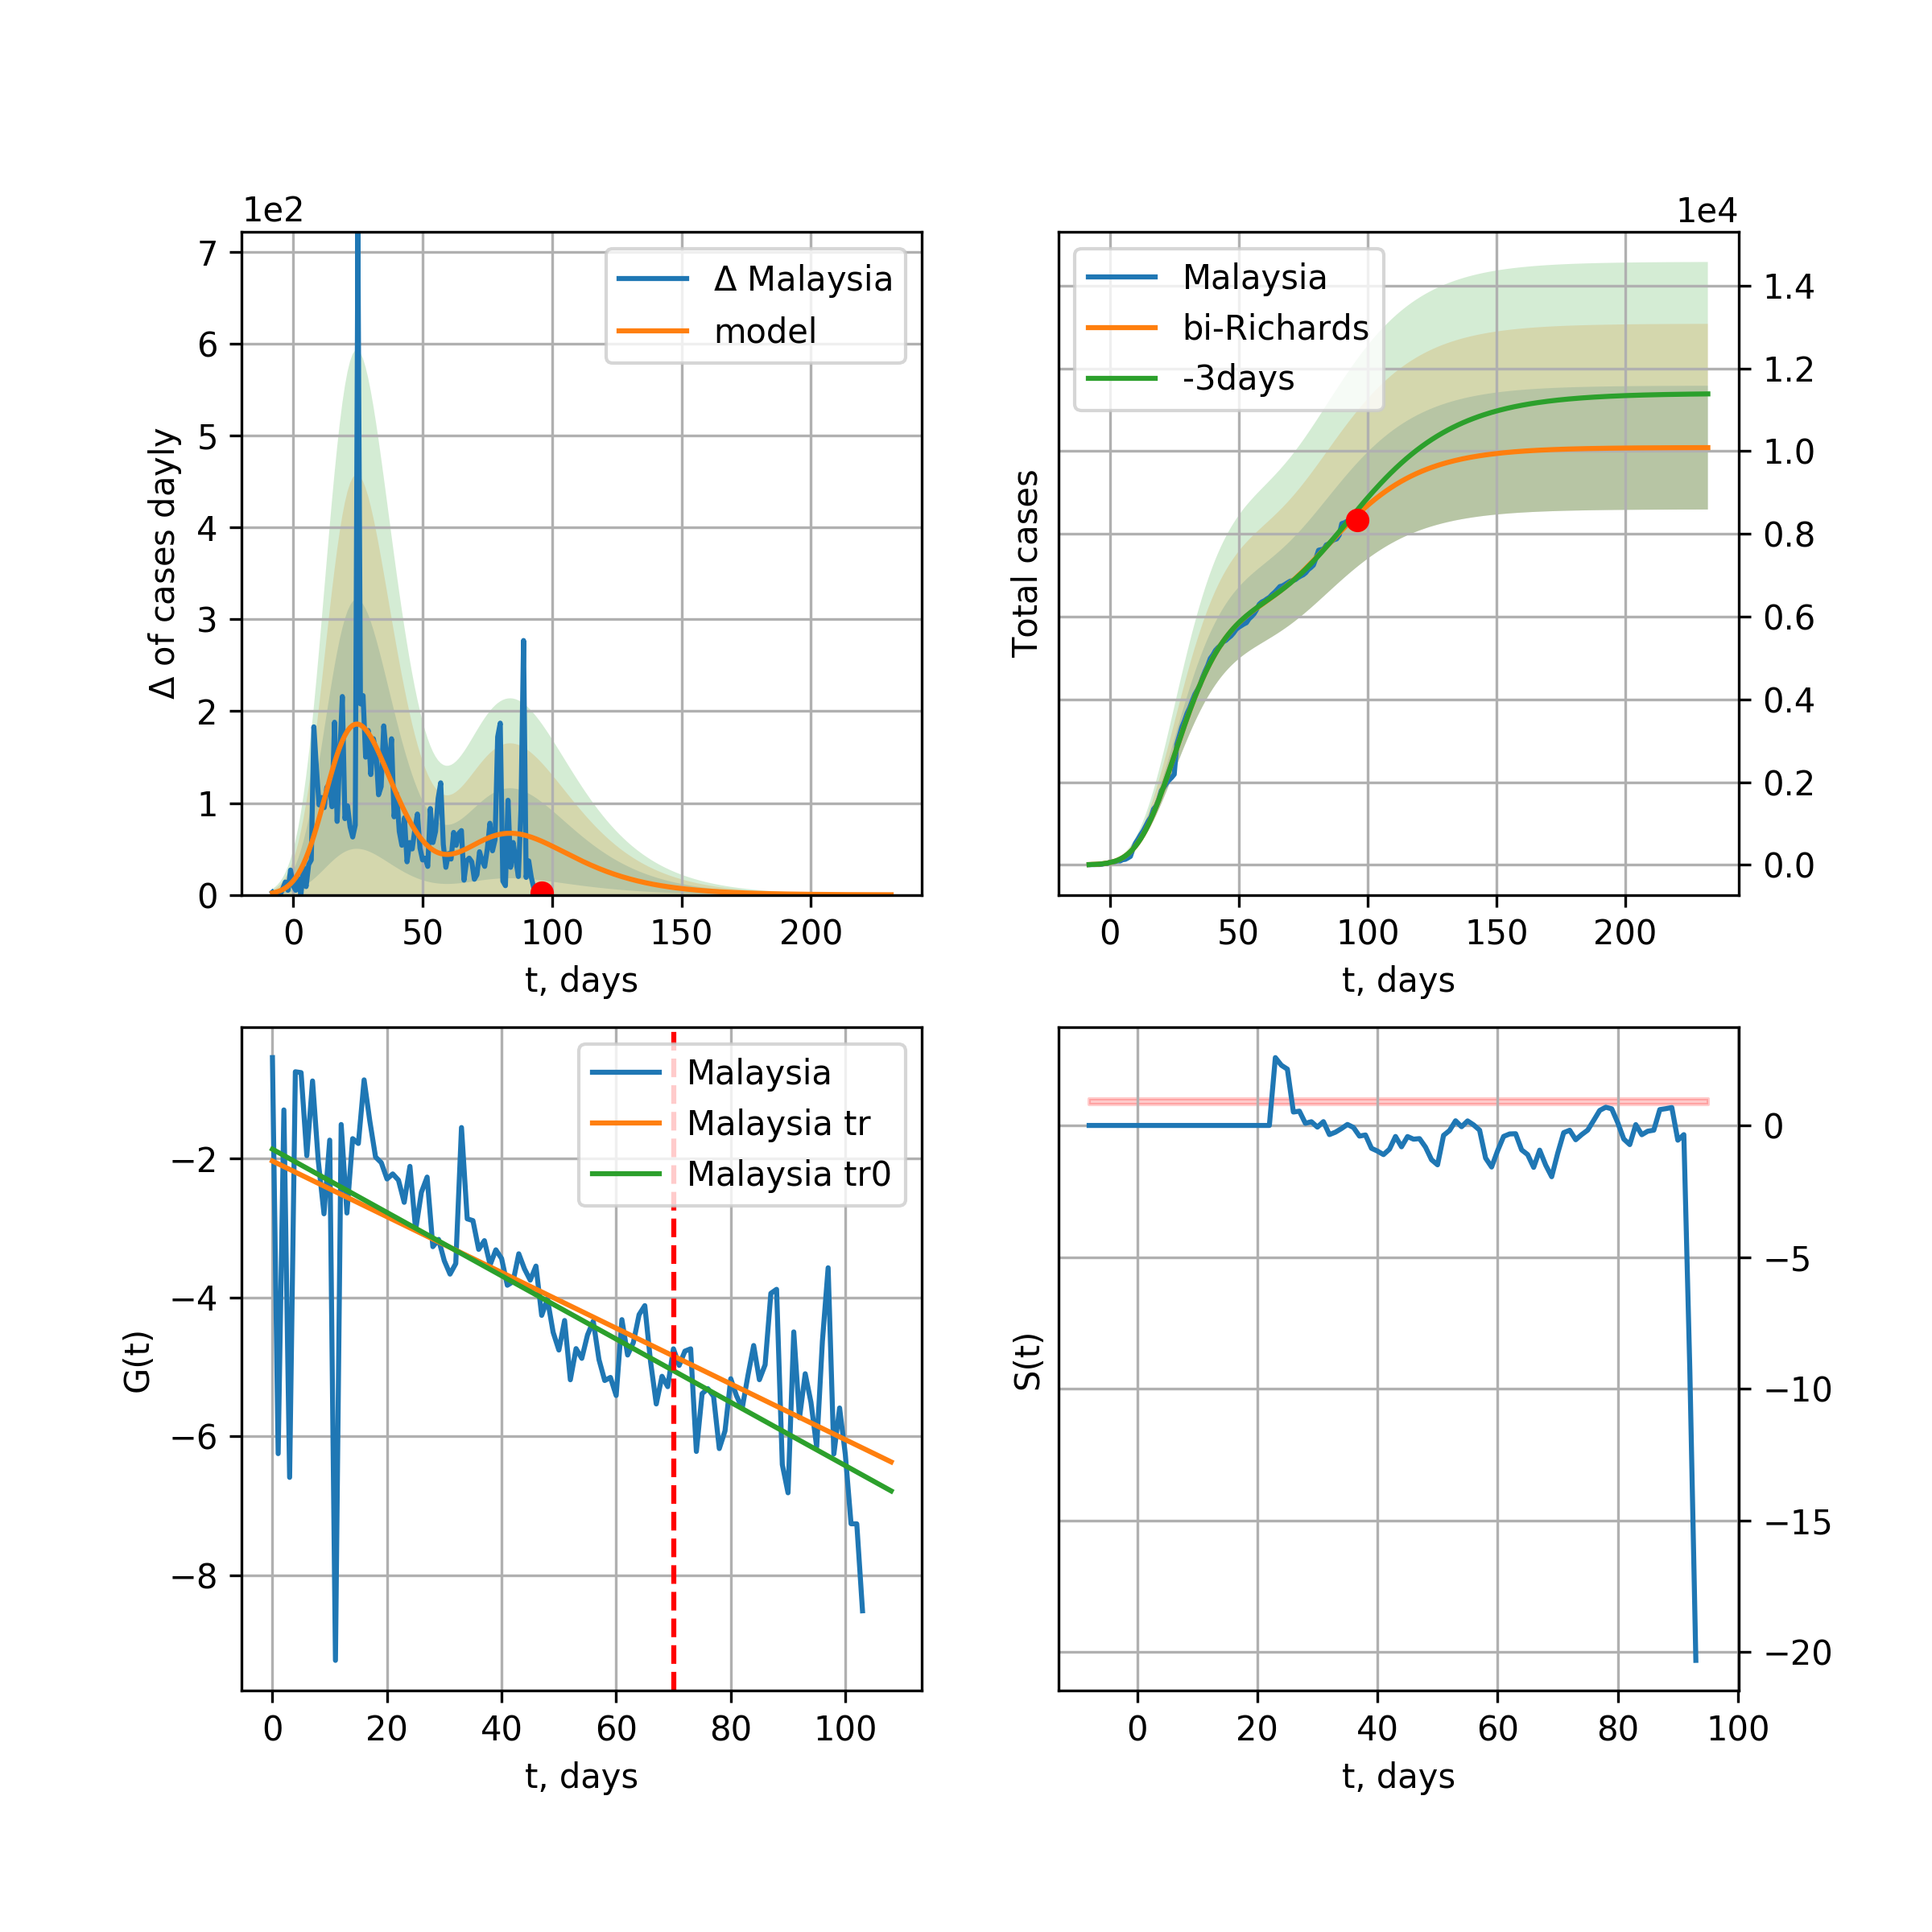 1e2
7
6
5
4
3
2
1
0
Δ of cases dayly
Δ Malaysia
model
0 50 100 150 200
t, days
1e4
Total cases
Malaysia
bi-Richards
-3days
1.4
1.2
1.0
0.8
0.6
0.4
0.2
0.0
0 50 100 150 200
t, days
G(t)
−2
−4
−6
−8
Malaysia
Malaysia tr
Malaysia tr0
0 20 40 60 80 100
t, days
S(t)
0
−5
−10
−15
−20
0 20 40 60 80 100
t, days